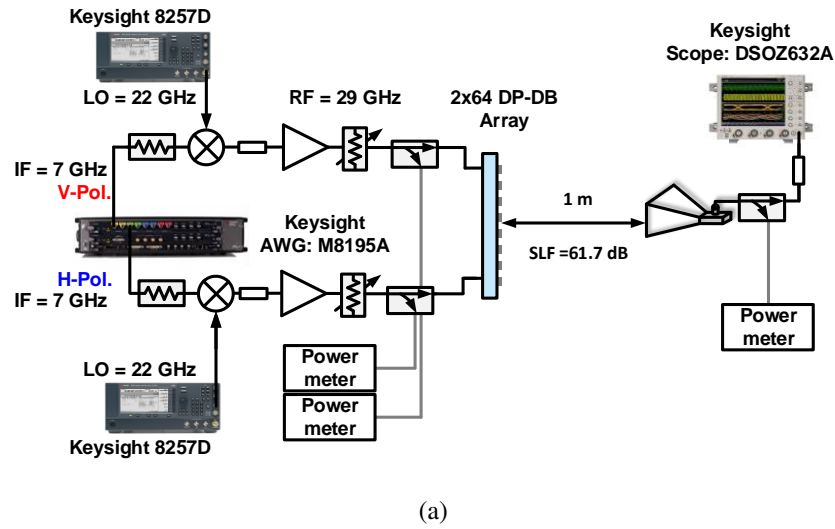 Keysight 8257D
LO = 22 GHz
RF = 29 GHz
2x64 DP-DB
Array
Keysight
Scope: DSOZ632A
IF = 7 GHz
V-Pol.
Keysight
AWG: M8195A
1 m
SLF =61.7 dB
H-Pol.
IF = 7 GHz
Power
meter
Power
meter
Power
meter
LO = 22 GHz
Keysight 8257D
(a)